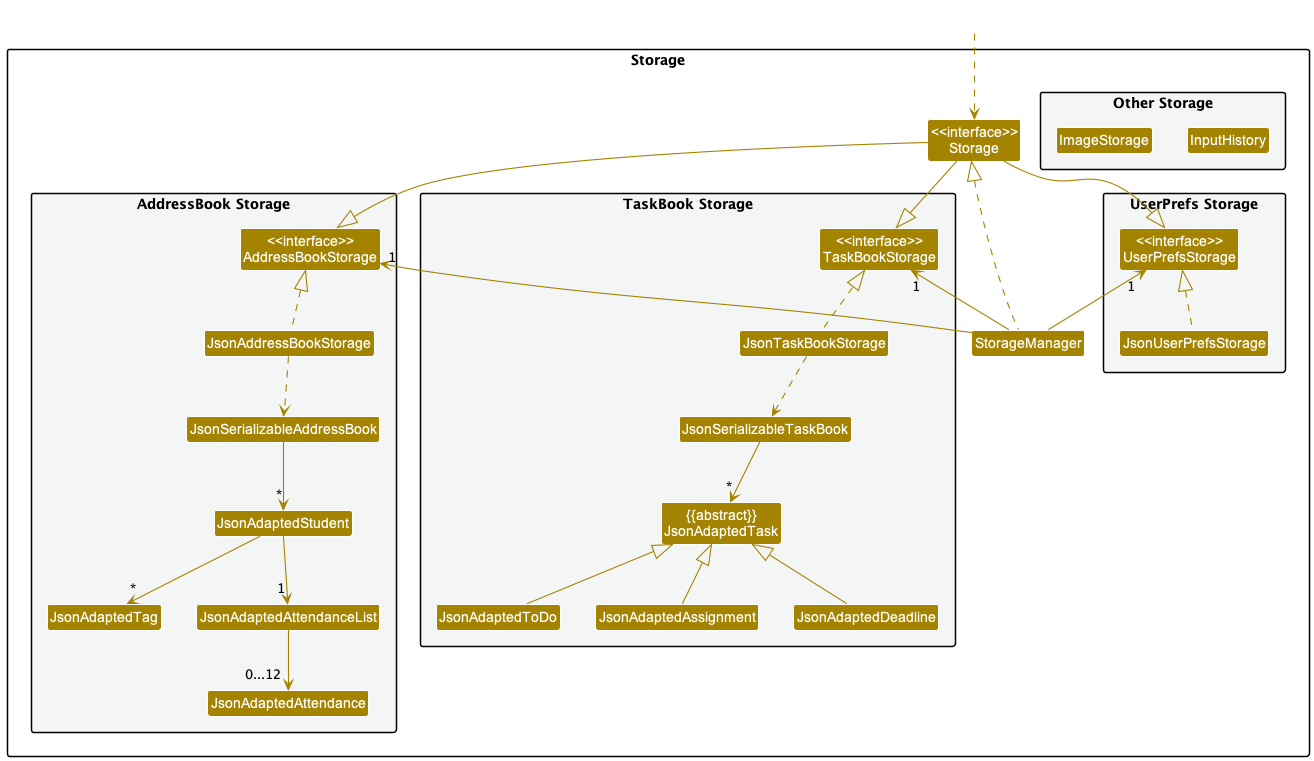 Storage
Other Storage
<<interface>>
Storage
ImageStorage
InputHistory
AddressBook Storage
TaskBook Storage
UserPrefs Storage
<<interface>>
AddressBookStorage
<<interface>>
TaskBookStorage
<<interface>>
UserPrefsStorage
1
1
1
JsonAddressBookStorage
JsonTaskBookStorage
StorageManager
JsonUserPrefsStorage
JsonSerializableAddressBook
JsonSerializableTaskBook
*
*
JsonAdaptedStudent
{{abstract}}
JsonAdaptedTask
*
1
JsonAdaptedTag
JsonAdaptedAttendanceList
JsonAdaptedToDo
JsonAdaptedAssignment
JsonAdaptedDeadline
0...12
JsonAdaptedAttendance